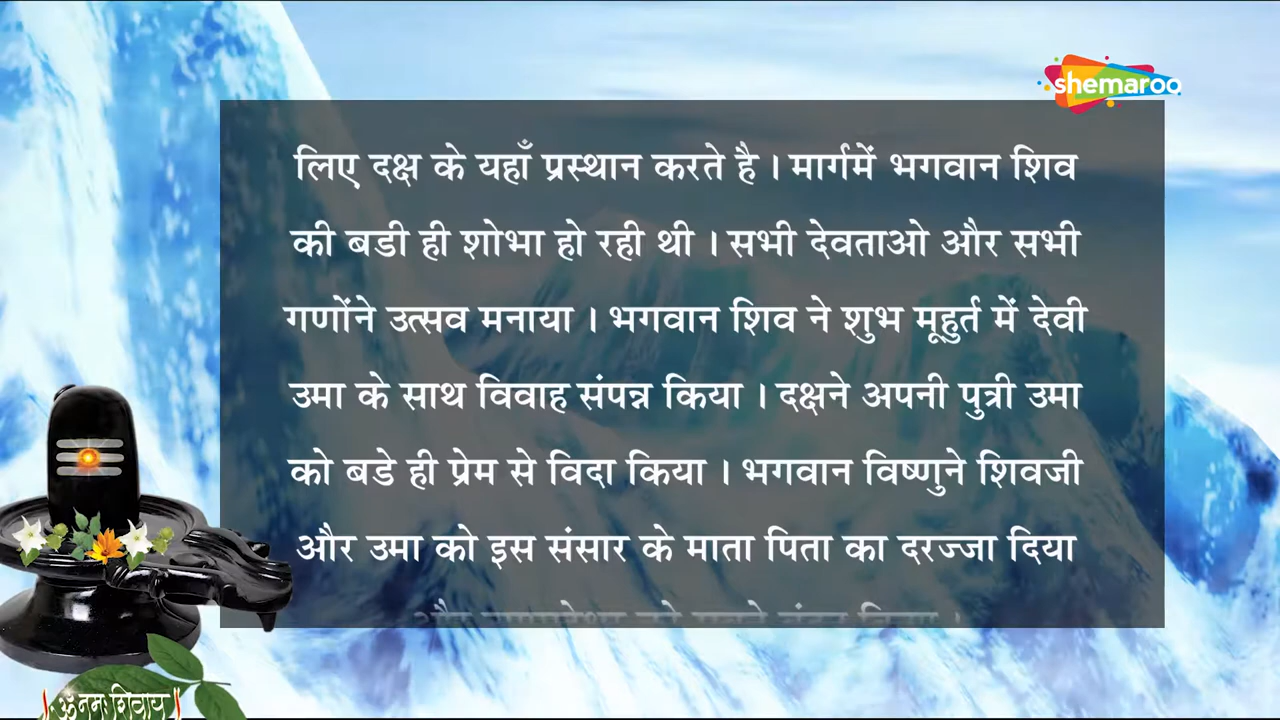 shemaroo
लिए दक्ष के यहाँ प्रस्थान करते है । मार्गमें भगवान शिव
की बडी ही शोभा हो रही थी । सभी देवताओ और सभी
गणोंने उत्सव मनाया । भगवान शिव ने शुभ मूहुर्त में देवी
उमा के साथ विवाह संपन्न किया । दक्षने अपनी पुत्री उमा
को बडे ही प्रेम से विदा किया । भगवान विष्णुने शिवजी
और उमा को इस संसार के माता पिता का दरज्जा दिया
ॐ नमः शिवाय